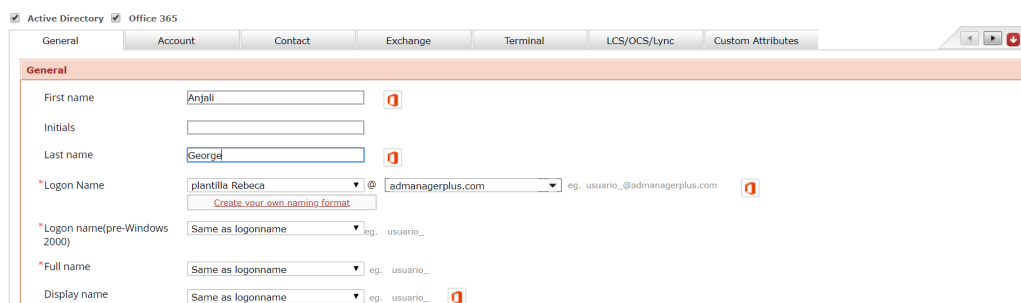 Active Directory Office 365
General Account Contact Exchange Terminal LCS/OCS/Lync Custom Attributes
General
First name Anjali
Initials
Last name George
*Logon Name plantilla Rebeca @ admanagerplus.com eg. usuario_@admanagerplus.com
Create your own naming format
*Logon name(pre-Windows 2000) Same as logonname eg. usuario_
*Full name Same as logonname eg. usuario_
Display name Same as logonname eg. usuario_